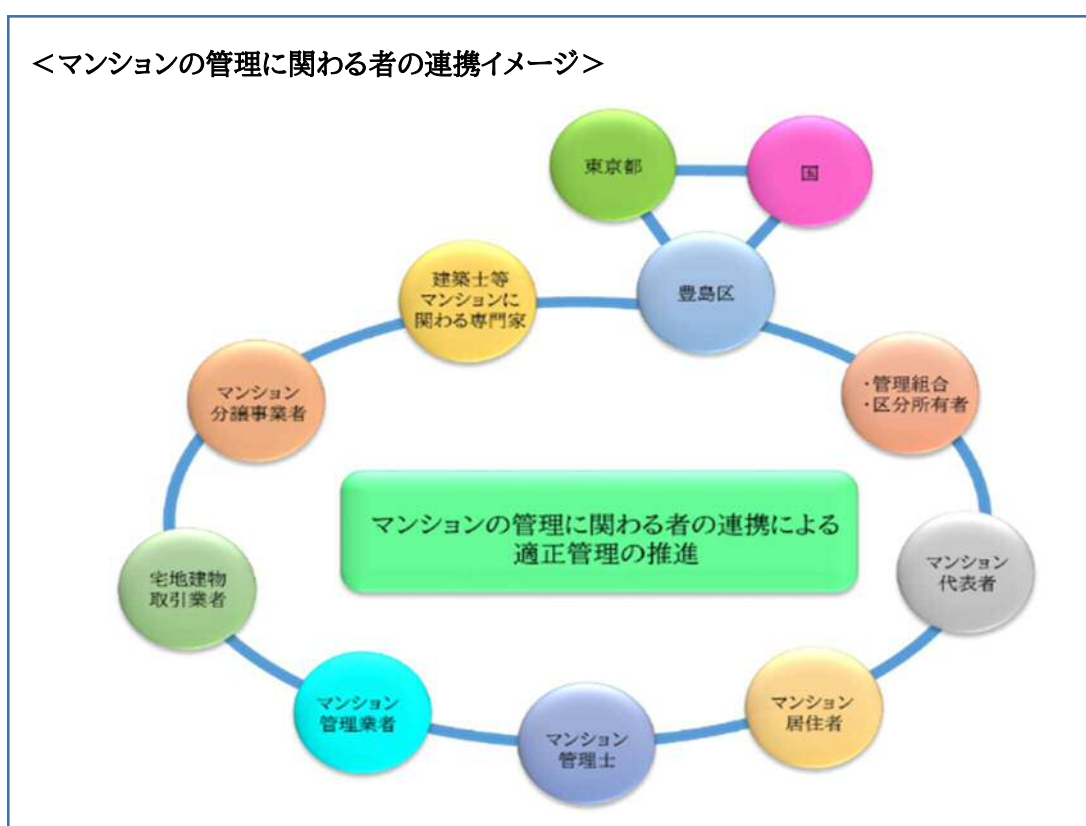 ＜マンションの管理に関わる者の連携イメージ＞
東京都
国
豊島区
建築士等
マンションに
関わる専門家
・管理組合
・区分所有者
マンション
分譲事業者
マンションの管理に関わる者の連携による
適正管理の推進
マンション
代表者
宅地建物
取引業者
マンション
居住者
マンション
管理業者
マンション
管理士